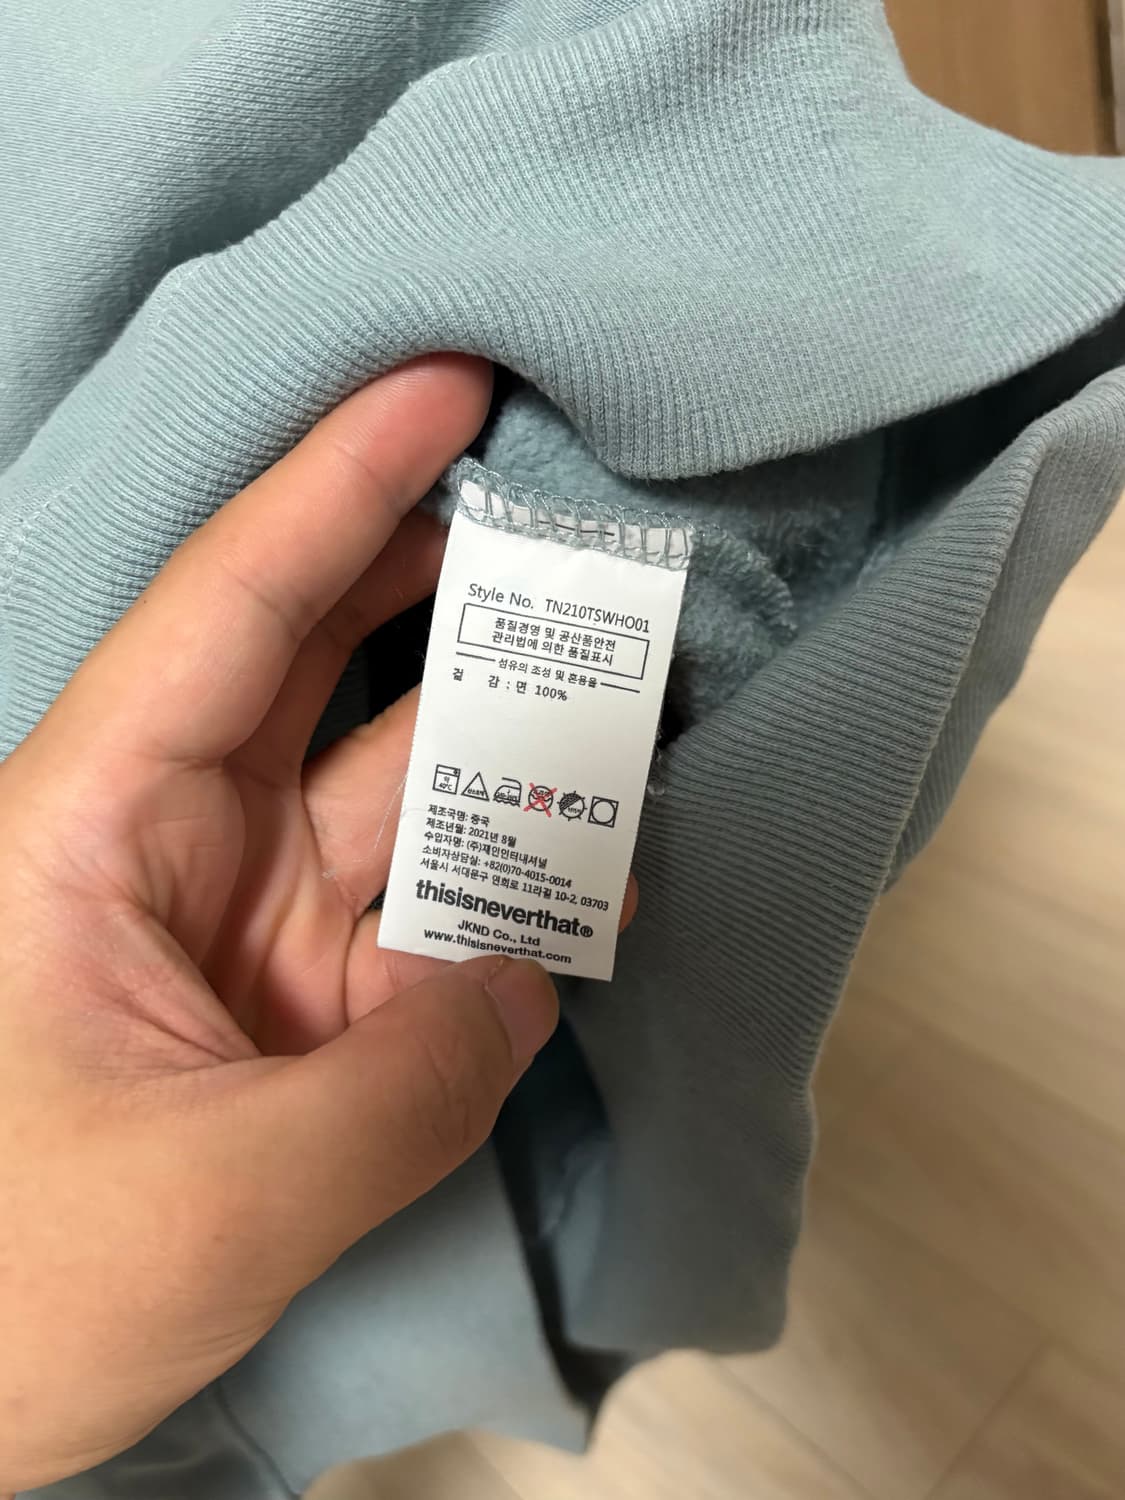 Style No. TN210TSWHO01
품질경영 및 공산품안전
관리법에 의한 품질표시
섬유의 조성 및 혼용율
겉 감 : 면 100%
약
40℃
제조국명: 중국
제조년월: 2021년 8월
수입자명: (주)제인인터내셔널
소비자상담실: +82(0)70-4015-0014
서울시 서대문구 연희로 11라길 10-2, 03703
thisisneverthat®
JKND Co., Ltd
www.thisisneverthat.com